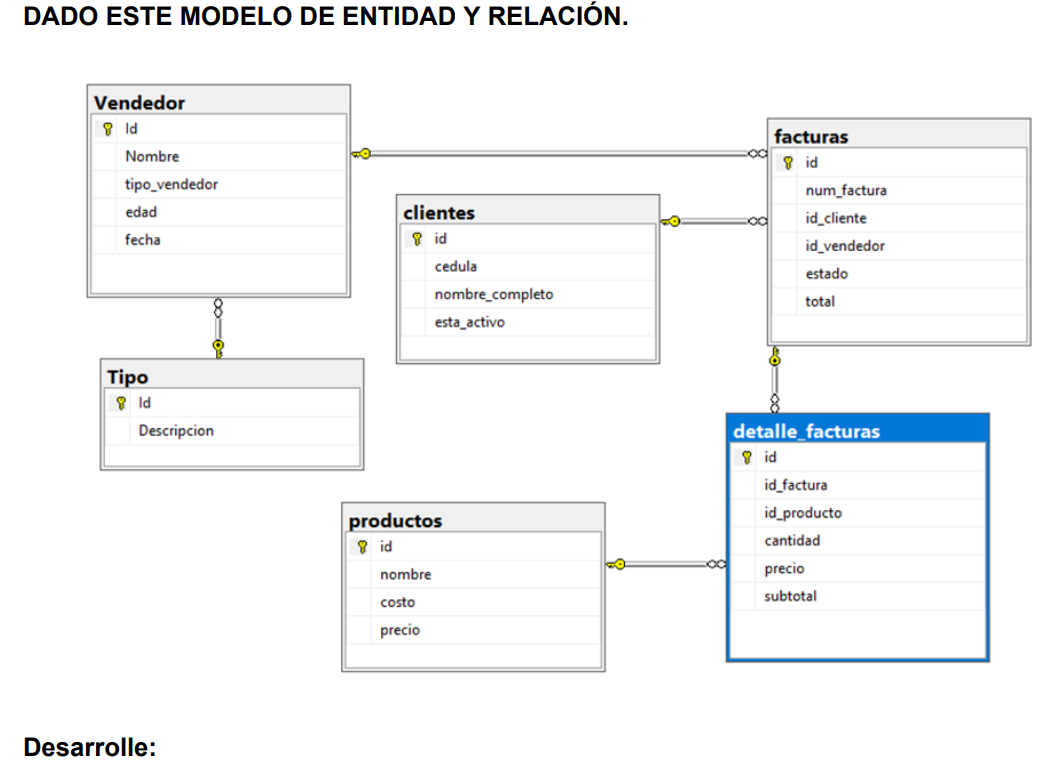 DADO ESTE MODELO DE ENTIDAD Y RELACIÓN.
Vendedor
Id
Nombre
tipo_vendedor
edad
fecha
clientes
id
cedula
nombre_completo
esta_activo
facturas
id
num_factura
id_cliente
id_vendedor
estado
total
Tipo
Id
Descripcion
detalle_facturas
id
id_factura
id_producto
cantidad
precio
subtotal
productos
id
nombre
costo
precio
Desarrolle: